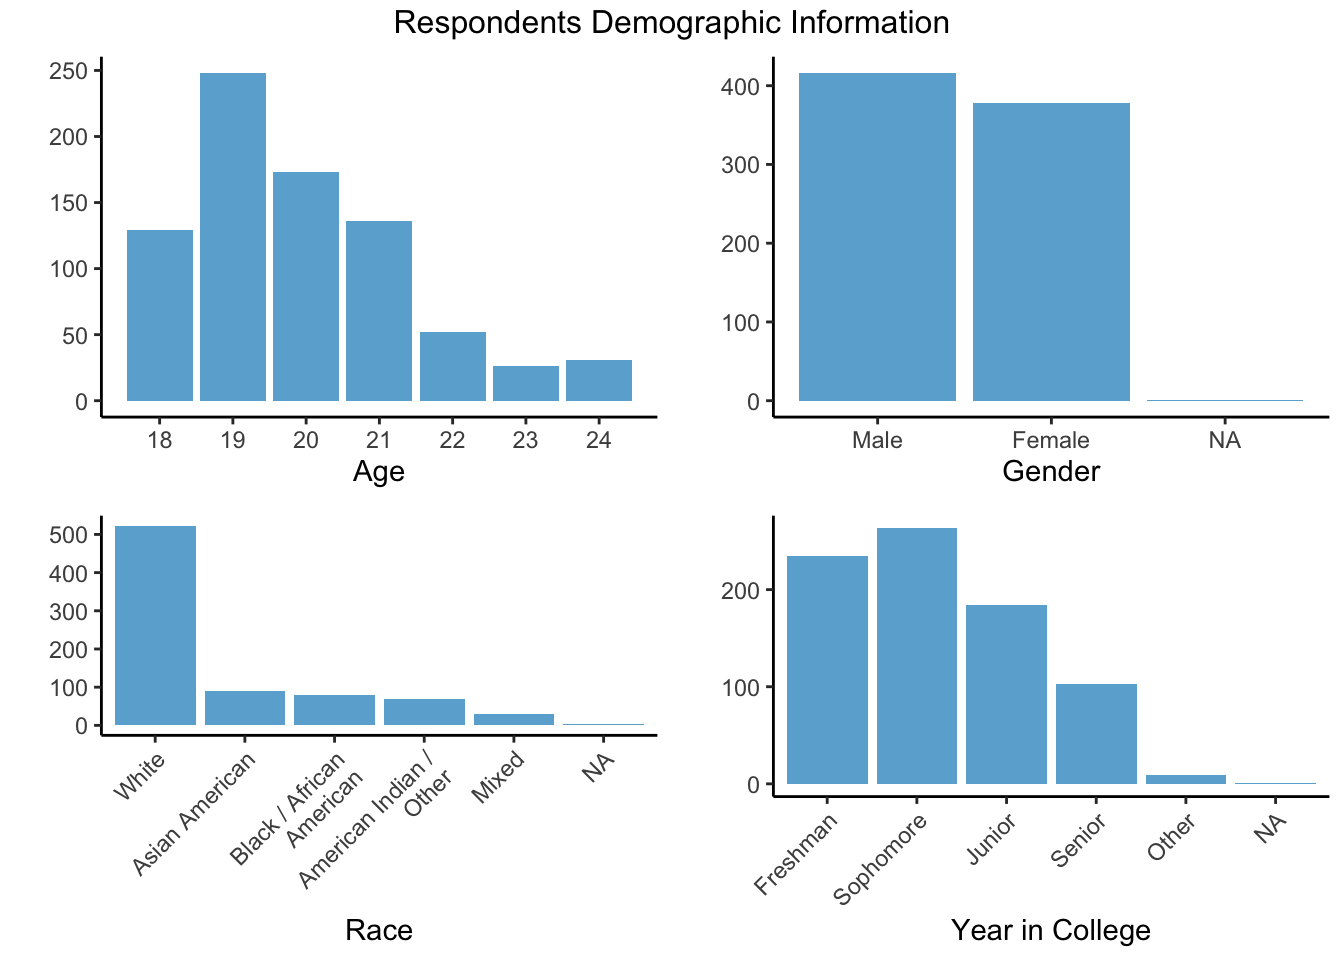 Respondents Demographic Information
250
200
150
100
50
0
18 19 20 21 22 23 24
Age
400
300
200
100
0
Male Female NA
Gender
500
400
300
200
100
0
White
Asian American
Black / African
American
American Indian /
Other
Mixed
NA
Race
200
100
0
Freshman
Sophomore
Junior
Senior
Other
NA
Year in College